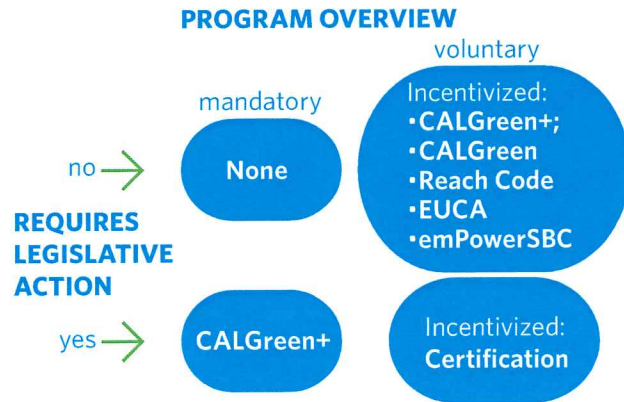 PROGRAM OVERVIEW
mandatory
voluntary
no
None
Incentivized:
•CALGreen+;
•CALGreen
•Reach Code
•EUCA
•emPowerSBC
REQUIRES
LEGISLATIVE
ACTION
yes
CALGreen+
Incentivized:
Certification